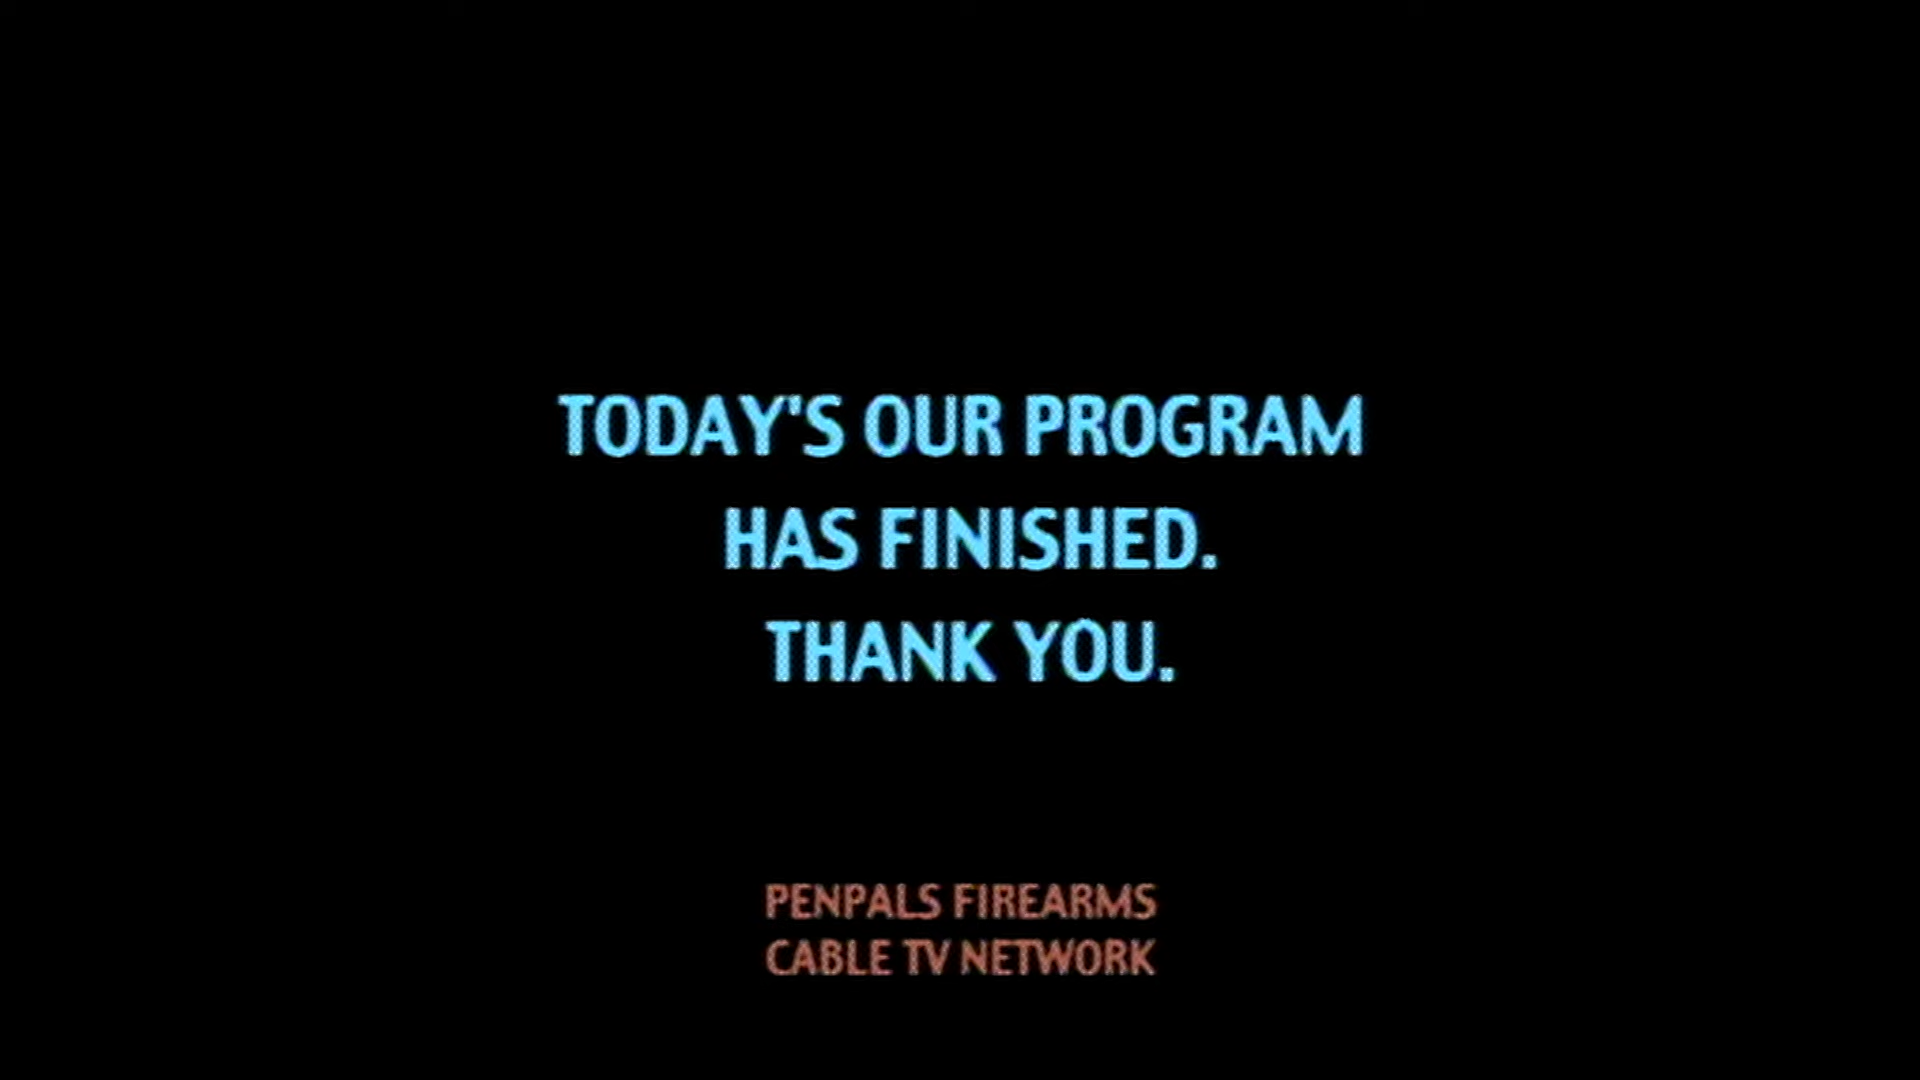 TODAY'S OUR PROGRAM
HAS FINISHED.
THANK YOU.
PENPALS FIREARMS
CABLE TV NETWORK